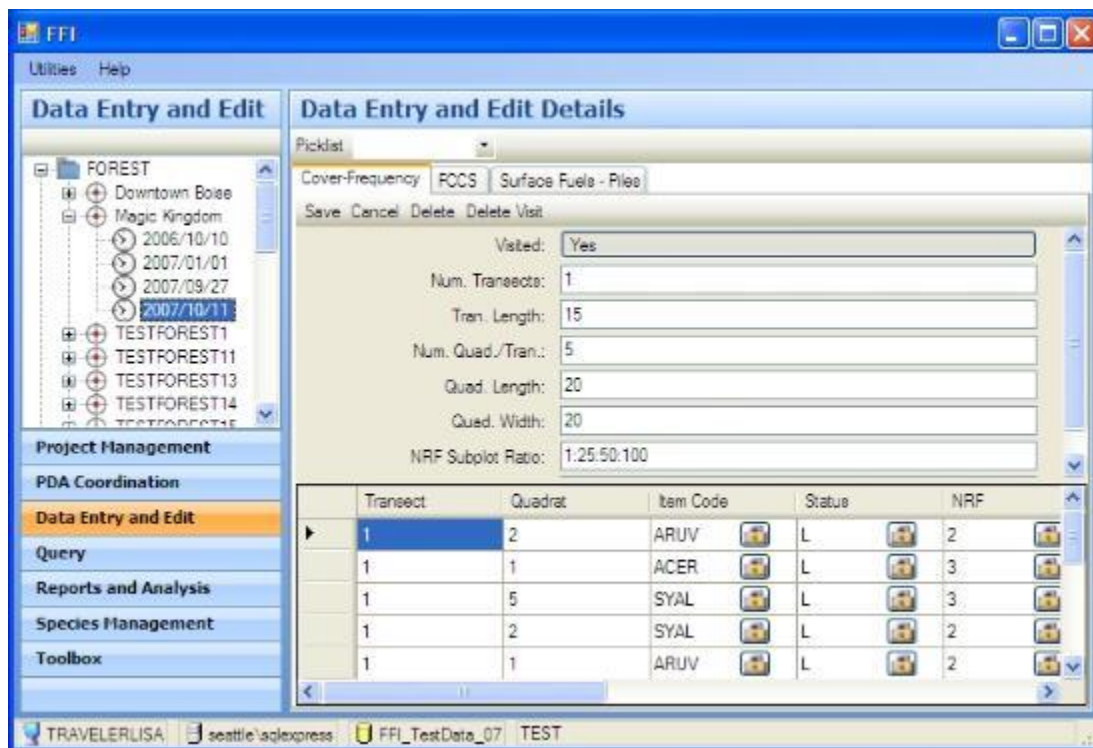 FFI
Utilities Help
Data Entry and Edit
FOREST
Downtown Boise
Magic Kingdom
2006/10/10
2007/01/01
2007/09/27
2007/10/11
TESTFOREST1
TESTFOREST11
TESTFOREST13
TESTFOREST14
Project Management
PDA Coordination
Data Entry and Edit
Query
Reports and Analysis
Species Management
Toolbox
Data Entry and Edit Details
Picklist
Cover-Frequency FCCS Surface Fuels - Piles
Save Cancel Delete Delete Visit
Visited: Yes
Num. Transects: 1
Tran. Length: 15
Num. Quad./Tran.: 5
Quad. Length: 20
Quad. Width: 20
NRF Subplot Ratio: 1:25:50:100
Transect Quadrat Item Code Status NRF
1 2 ARUV L 2
1 1 ACER L 3
1 5 SYAL L 3
1 2 SYAL L 2
1 1 ARUV L 2
TRAVELERLISA seattle\sqlexpress FFI_TestData_07 TEST